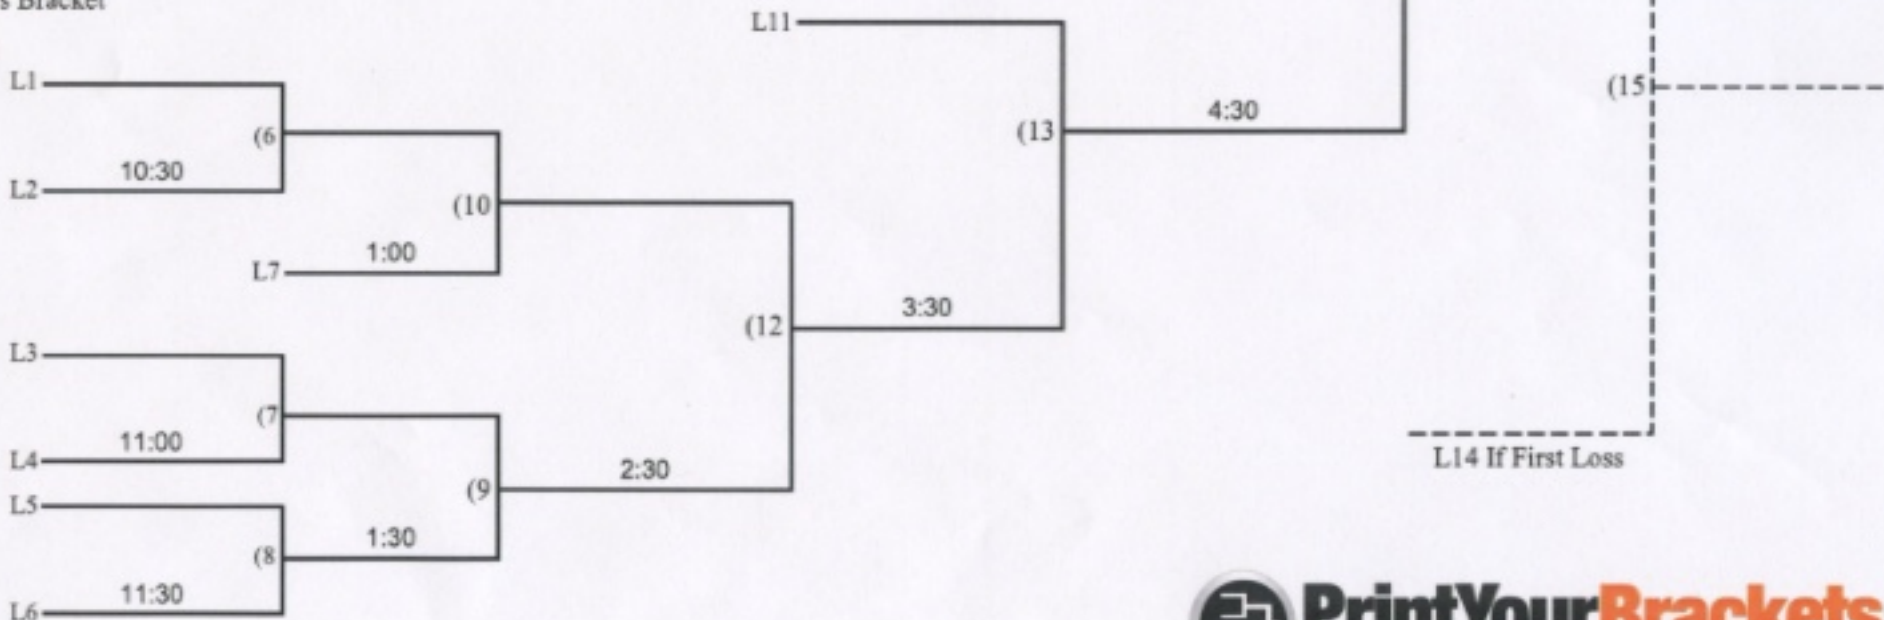 s Bracket
L11
L1
(15
4:30
(13
(6
10:30
L2
(10
1:00
L7
3:30
(12
L3
(7
11:00
L4
L14 If First Loss
2:30
(9
L5
1:30
(8
11:30
L6
PrintYourBrackets